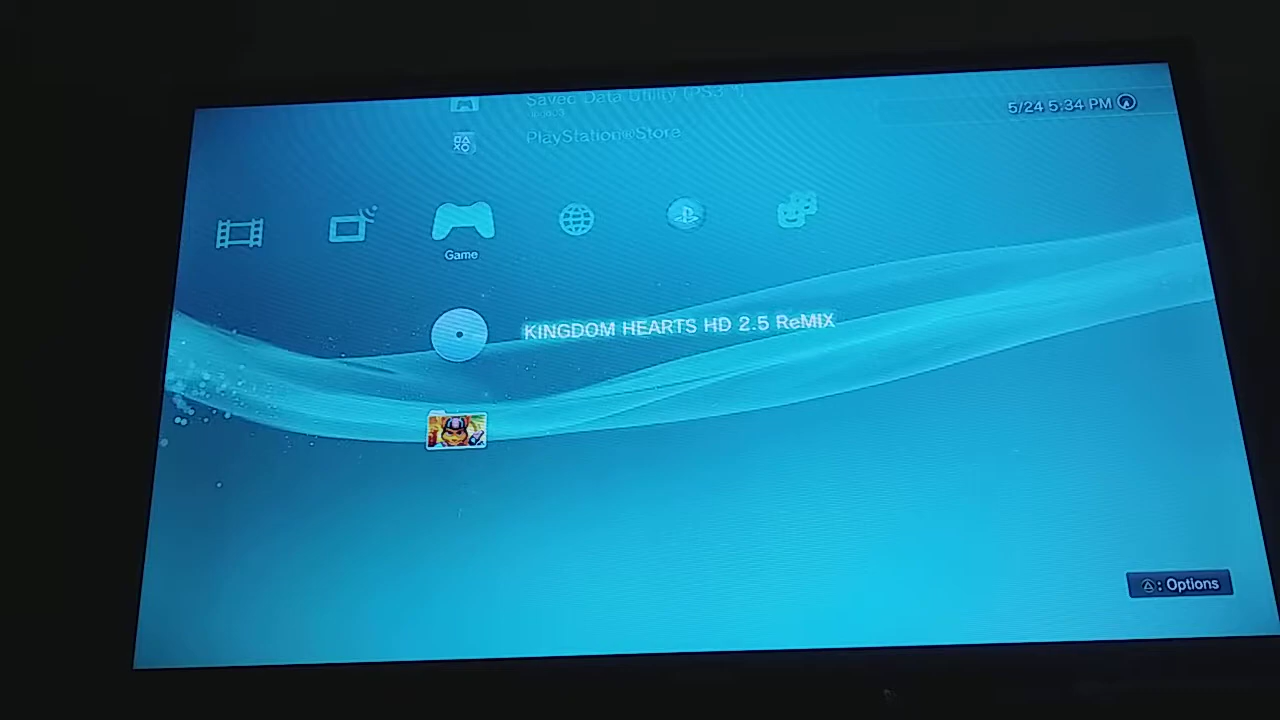 Saved Data Utility (PS3™)
PlayStation®Store
5/24 5:34 PM
Game
KINGDOM HEARTS HD 2.5 ReMIX
△: Options